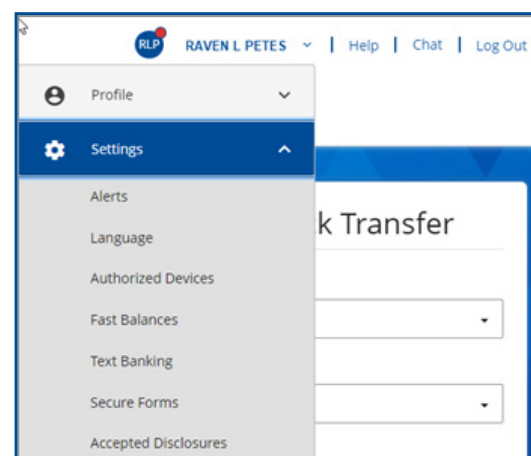 RLP RAVEN L PETES | Help | Chat | Log Out
Profile
Settings
Alerts
k Transfer
Language
Authorized Devices
Fast Balances
Text Banking
Secure Forms
Accepted Disclosures